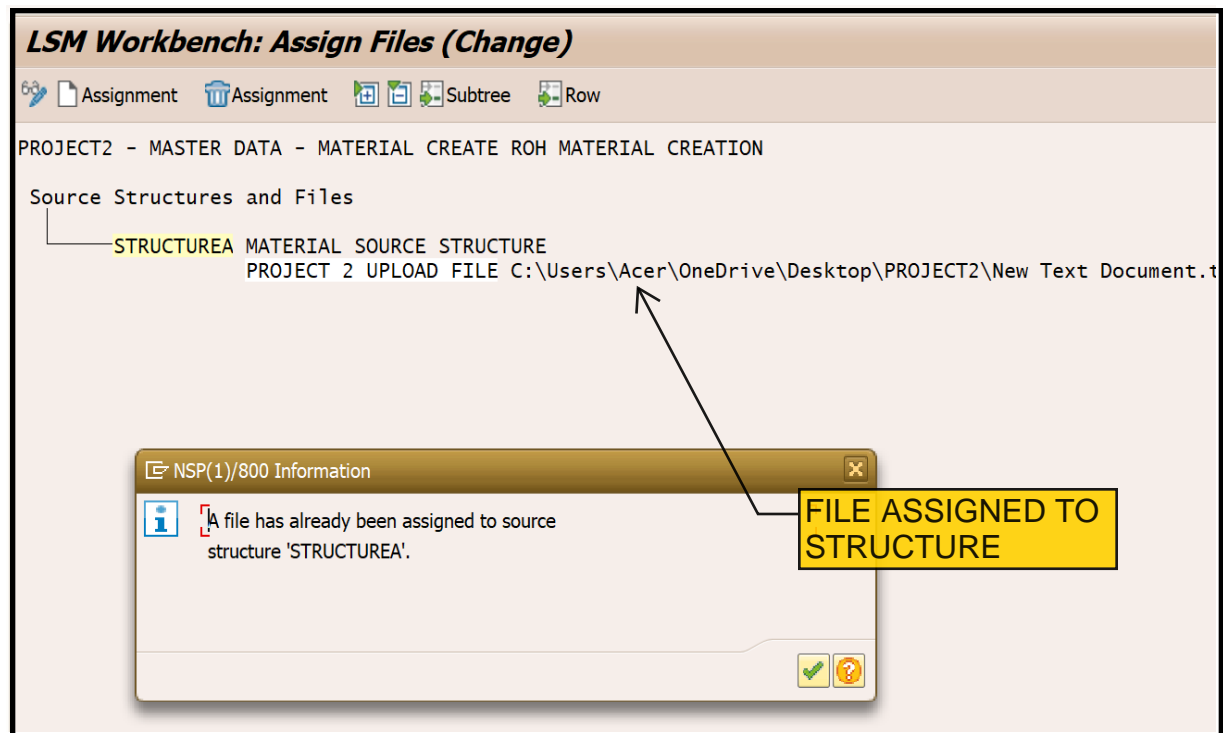 LSM Workbench: Assign Files (Change)
Assignment Assignment Subtree Row
PROJECT2 - MASTER DATA - MATERIAL CREATE ROH MATERIAL CREATION
Source Structures and Files
STRUCTUREA MATERIAL SOURCE STRUCTURE
PROJECT 2 UPLOAD FILE C:\Users\Acer\OneDrive\Desktop\PROJECT2\New Text Document.t
NSP(1)/800 Information
A file has already been assigned to source
structure 'STRUCTUREA'.
FILE ASSIGNED TO
STRUCTURE